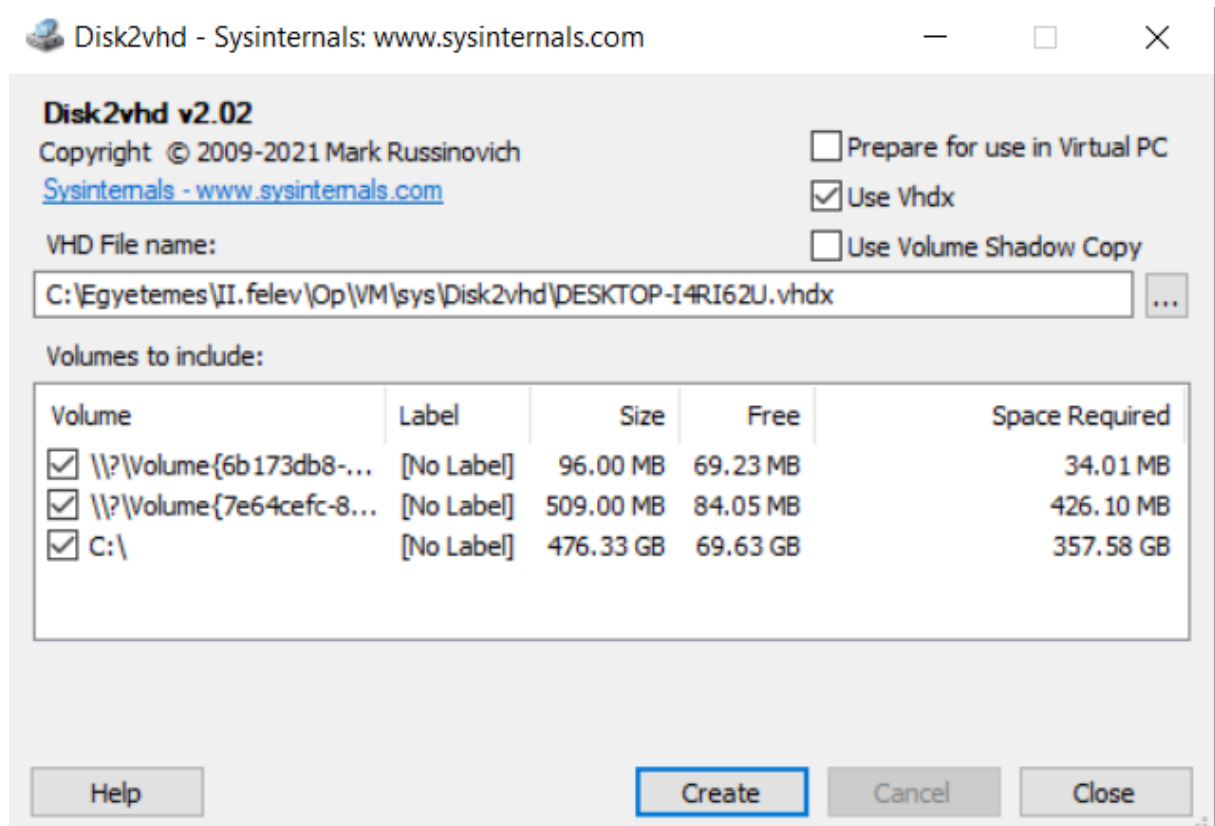 Disk2vhd - Sysinternals: www.sysinternals.com
Disk2vhd v2.02
Copyright © 2009-2021 Mark Russinovich
Sysinternals - www.sysinternals.com
Prepare for use in Virtual PC
Use Vhdx
Use Volume Shadow Copy
VHD File name:
C:\Egyetemes\II.felev\Op\VM\sys\Disk2vhd\DESKTOP-I4RI62U.vhdx
...
Volumes to include:
Volume Label Size Free Space Required
\\?\Volume{6b173db8-... [No Label] 96.00 MB 69.23 MB 34.01 MB
\\?\Volume{7e64cefc-8... [No Label] 509.00 MB 84.05 MB 426.10 MB
C:\ [No Label] 476.33 GB 69.63 GB 357.58 GB
Help Create Cancel Close